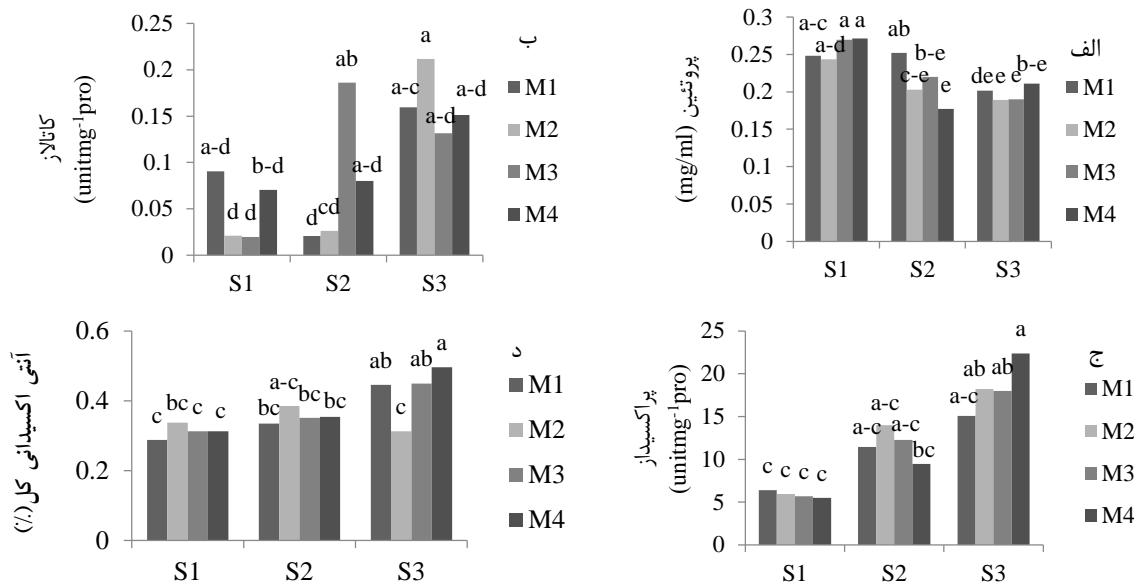 ب
كاتالاز
(unitmg⁻¹pro)
0.25
0.2
0.15
0.1
0.05
0
a-d
d
d
b-d
d
cd
ab
a-d
a-c
a
a-d
a-d
S1
S2
S3
M1
M2
M3
M4
الف
پروتئین (mg/ml)
0.3
0.25
0.2
0.15
0.1
0.05
0
a-c
a-d
a
a
ab
c-e
b-e
e
de
e
e
b-e
S1
S2
S3
M1
M2
M3
M4
د
آنتی اکسیدانی کل(٪)
0.6
0.4
0.2
0
c
bc
c
c
bc
a-c
bc
bc
ab
c
ab
a
S1
S2
S3
M1
M2
M3
M4
ج
پراکسیداز
(unitmg⁻¹pro)
25
20
15
10
5
0
c
c
c
c
a-c
a-c
a-c
bc
a-c
ab
ab
a
S1
S2
S3
M1
M2
M3
M4